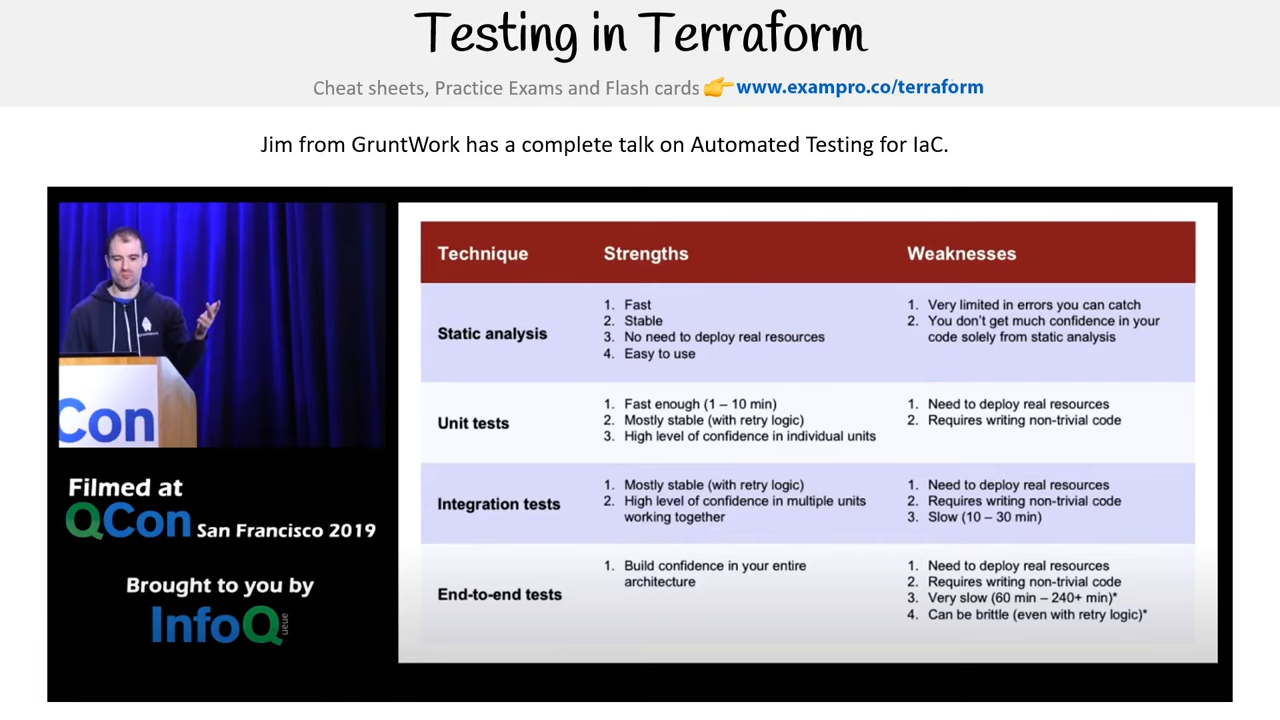 Testing in Terraform
Cheat sheets, Practice Exams and Flash cards 👉 www.exampro.co/terraform
Jim from GruntWork has a complete talk on Automated Testing for IaC.
Con
Filmed at
QCon San Francisco 2019
Brought to you by
InfoQ
Technique Strengths Weaknesses
Static analysis
1. Fast
2. Stable
3. No need to deploy real resources
4. Easy to use
1. Very limited in errors you can catch
2. You don't get much confidence in your
code solely from static analysis
Unit tests
1. Fast enough (1 – 10 min)
2. Mostly stable (with retry logic)
3. High level of confidence in individual units
1. Need to deploy real resources
2. Requires writing non-trivial code
Integration tests
1. Mostly stable (with retry logic)
2. High level of confidence in multiple units
working together
1. Need to deploy real resources
2. Requires writing non-trivial code
3. Slow (10 – 30 min)
End-to-end tests
1. Build confidence in your entire
architecture
1. Need to deploy real resources
2. Requires writing non-trivial code
3. Very slow (60 min – 240+ min)*
4. Can be brittle (even with retry logic)*